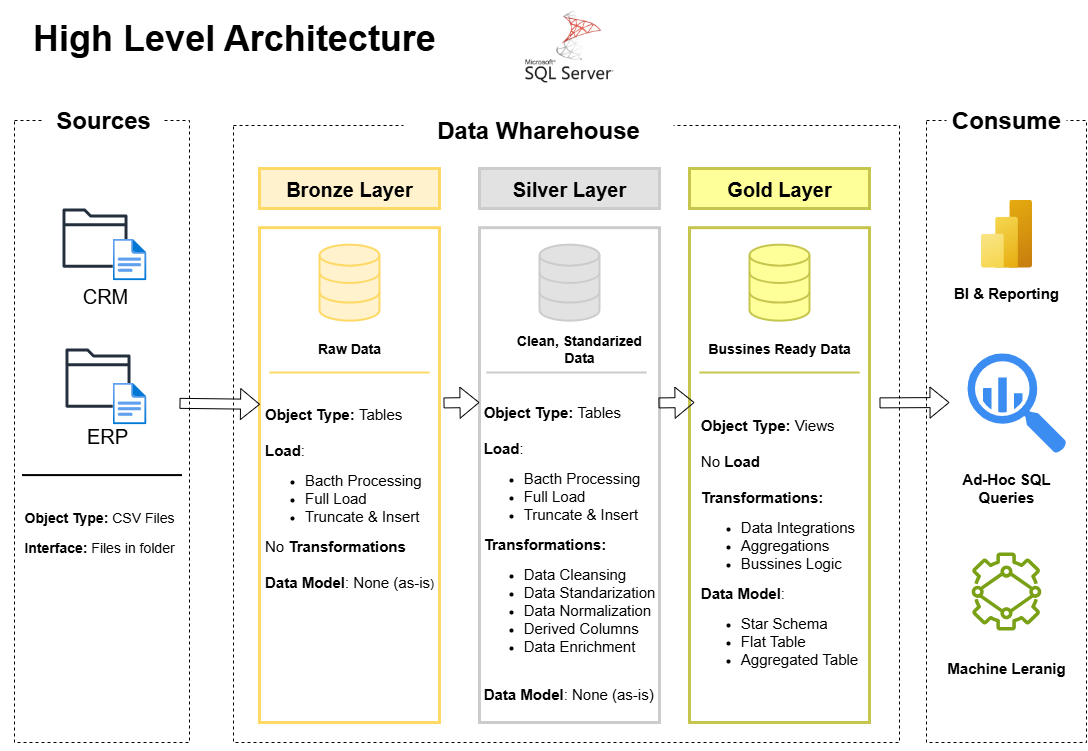 High Level Architecture
Microsoft®
SQL Server®
Sources
CRM
ERP
Object Type: CSV Files
Interface: Files in folder
Data Wharehouse
Bronze Layer
Raw Data
Object Type: Tables
Load:
• Bacth Processing
• Full Load
• Truncate & Insert
No Transformations
Data Model: None (as-is)
Silver Layer
Clean, Standarized
Data
Object Type: Tables
Load:
• Bacth Processing
• Full Load
• Truncate & Insert
Transformations:
• Data Cleansing
• Data Standarization
• Data Normalization
• Derived Columns
• Data Enrichment
Data Model: None (as-is)
Gold Layer
Bussines Ready Data
Object Type: Views
No Load
Transformations:
• Data Integrations
• Aggregations
• Bussines Logic
Data Model:
• Star Schema
• Flat Table
• Aggregated Table
Consume
BI & Reporting
Ad-Hoc SQL
Queries
Machine Leranig